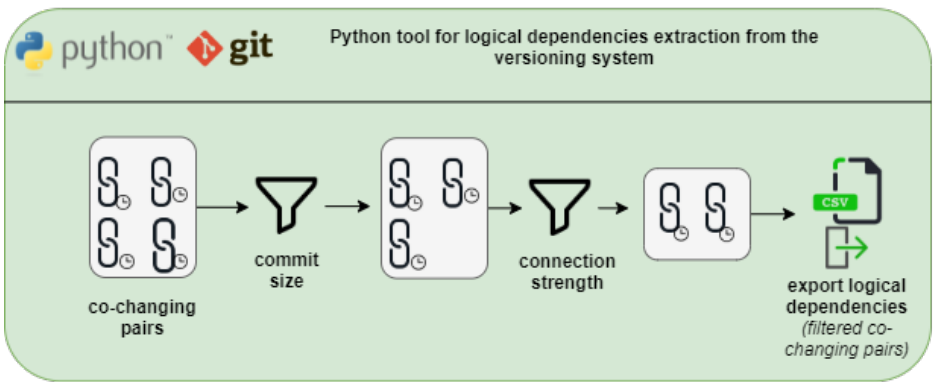 python™ git
Python tool for logical dependencies extraction from the
versioning system
co-changing
pairs
commit
size
connection
strength
CSV
export logical
dependencies
(filtered co-
changing pairs)